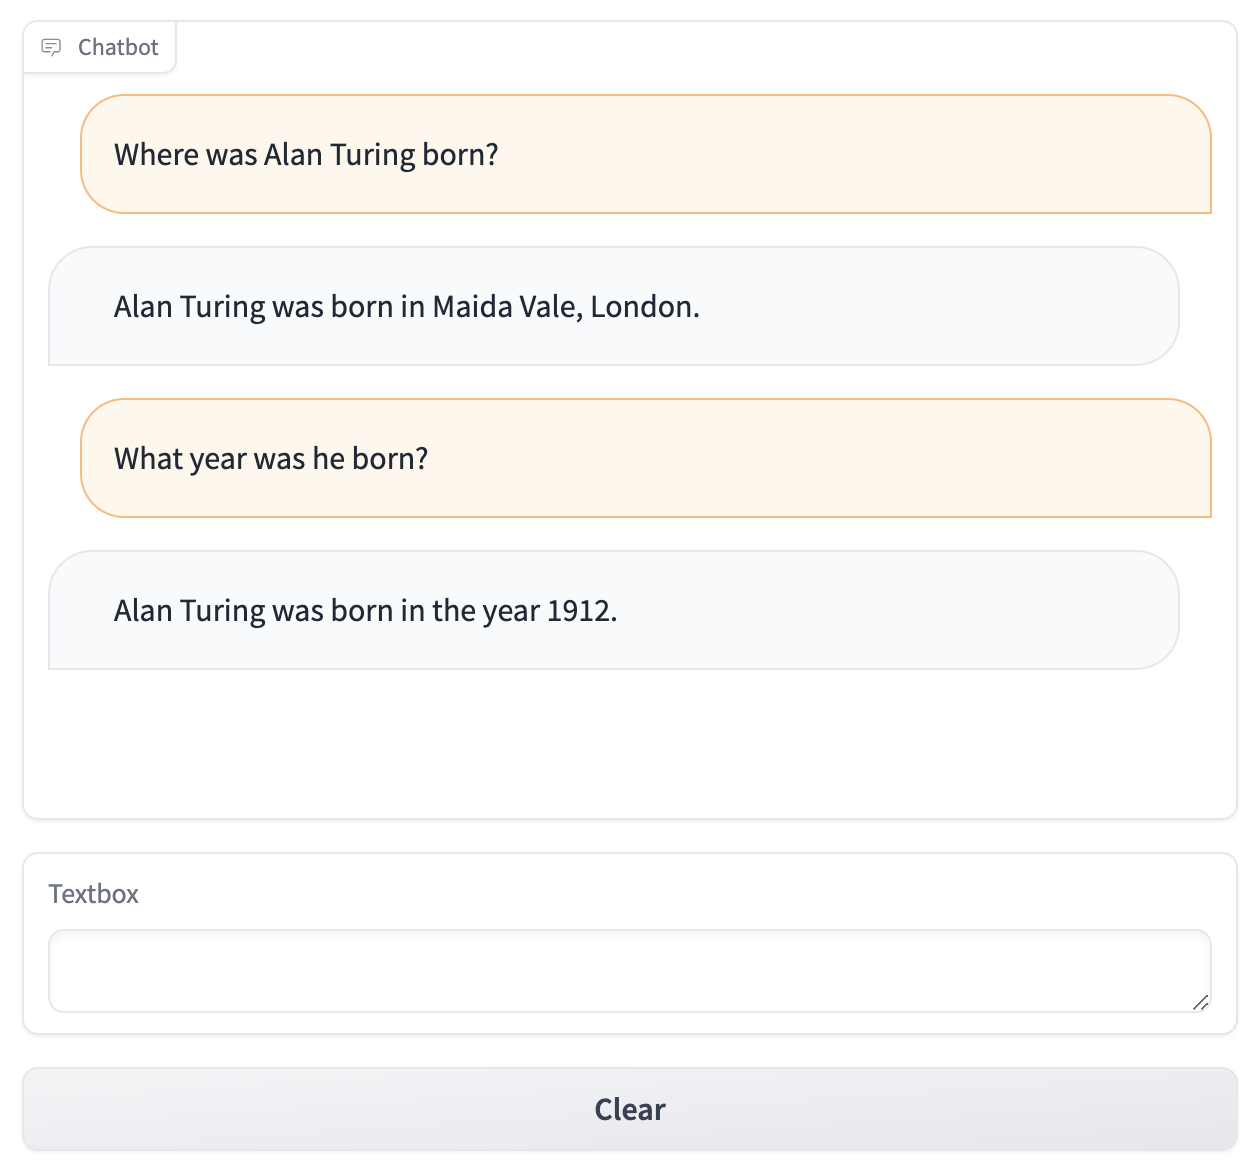 Chatbot
Where was Alan Turing born?
Alan Turing was born in Maida Vale, London.
What year was he born?
Alan Turing was born in the year 1912.
Textbox
Clear